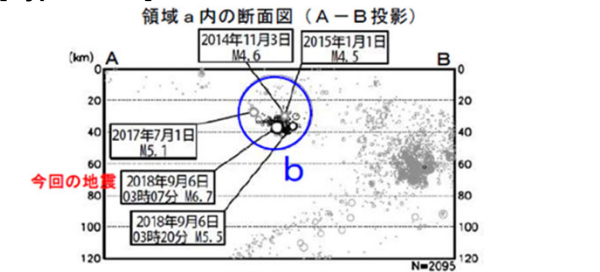 領域a内の断面図（A－B投影）
2014年11月3日
M4.6
2015年1月1日
M4.5
(km)
A
B
0
20
40
60
80
100
120
0
20
40
60
80
100
120
2017年7月1日
M5.1
b
今回の地震
2018年9月6日
03時07分 M6.7
2018年9月6日
03時20分 M5.5
N=2095